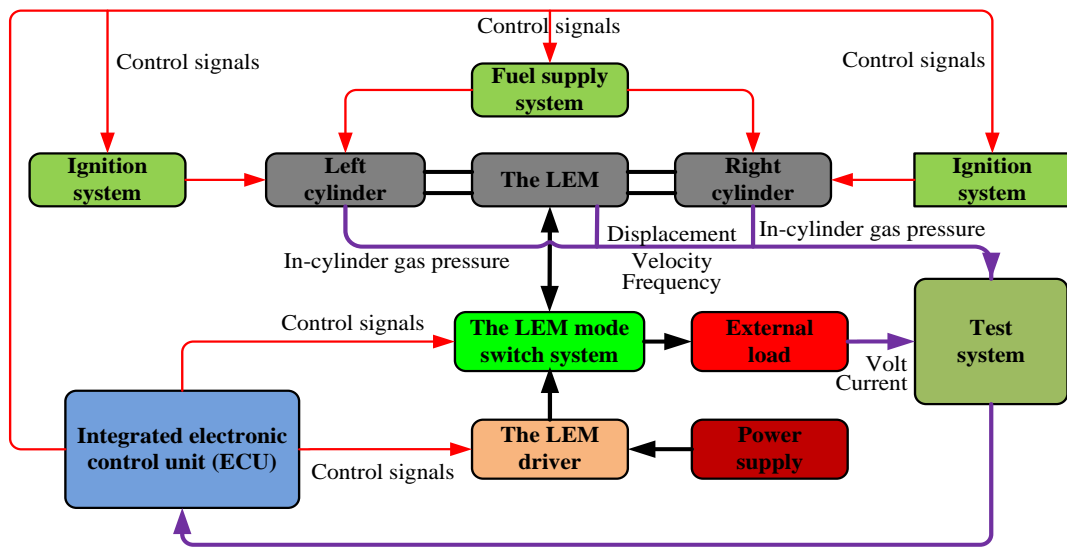 Control signals
Control signals
Control signals
Fuel supply
system
Ignition
system
Left
cylinder
The LEM
Right
cylinder
Ignition
system
In-cylinder gas pressure
Displacement
Velocity
Frequency
In-cylinder gas pressure
Control signals
The LEM mode
switch system
External
load
Volt
Current
Test
system
Integrated electronic
control unit (ECU)
Control signals
The LEM
driver
Power
supply